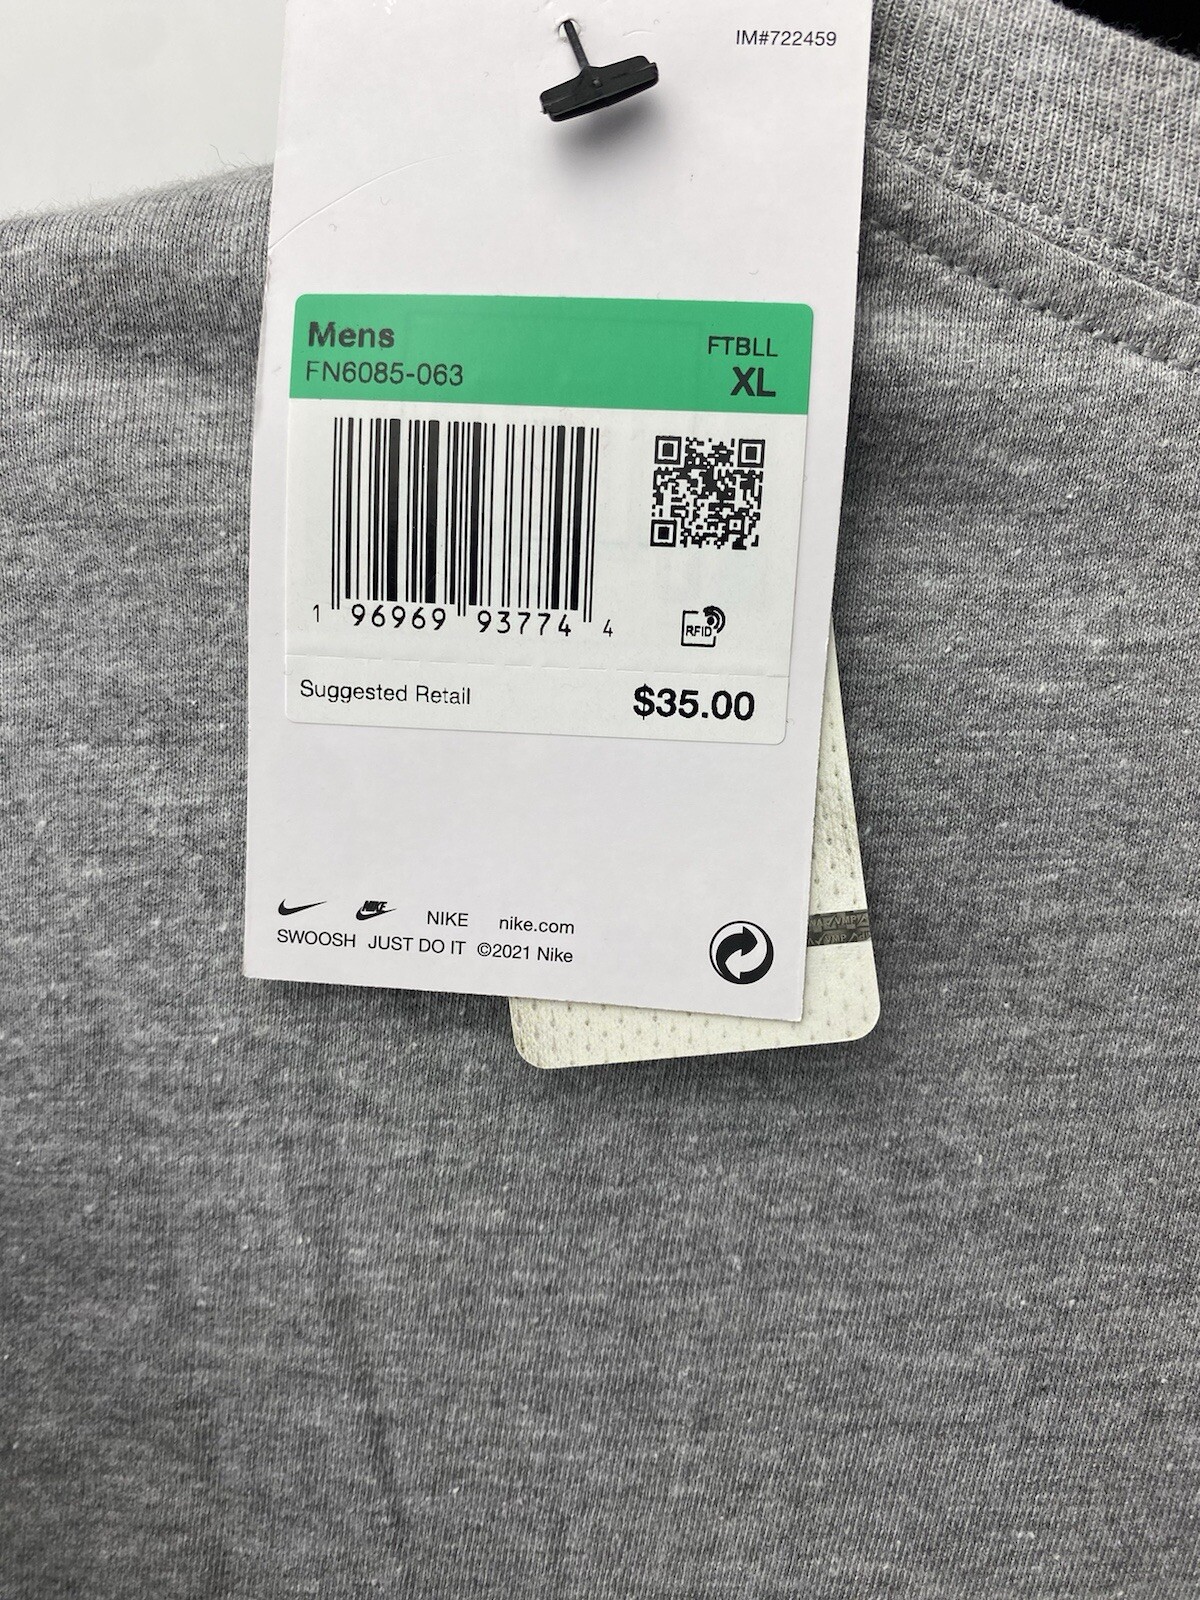 IM#722459
Mens FTBLL
FN6085-063 XL
1 96969 93774 4
RFID
Suggested Retail $35.00
NIKE
NIKE nike.com
SWOOSH JUST DO IT ©2021 Nike